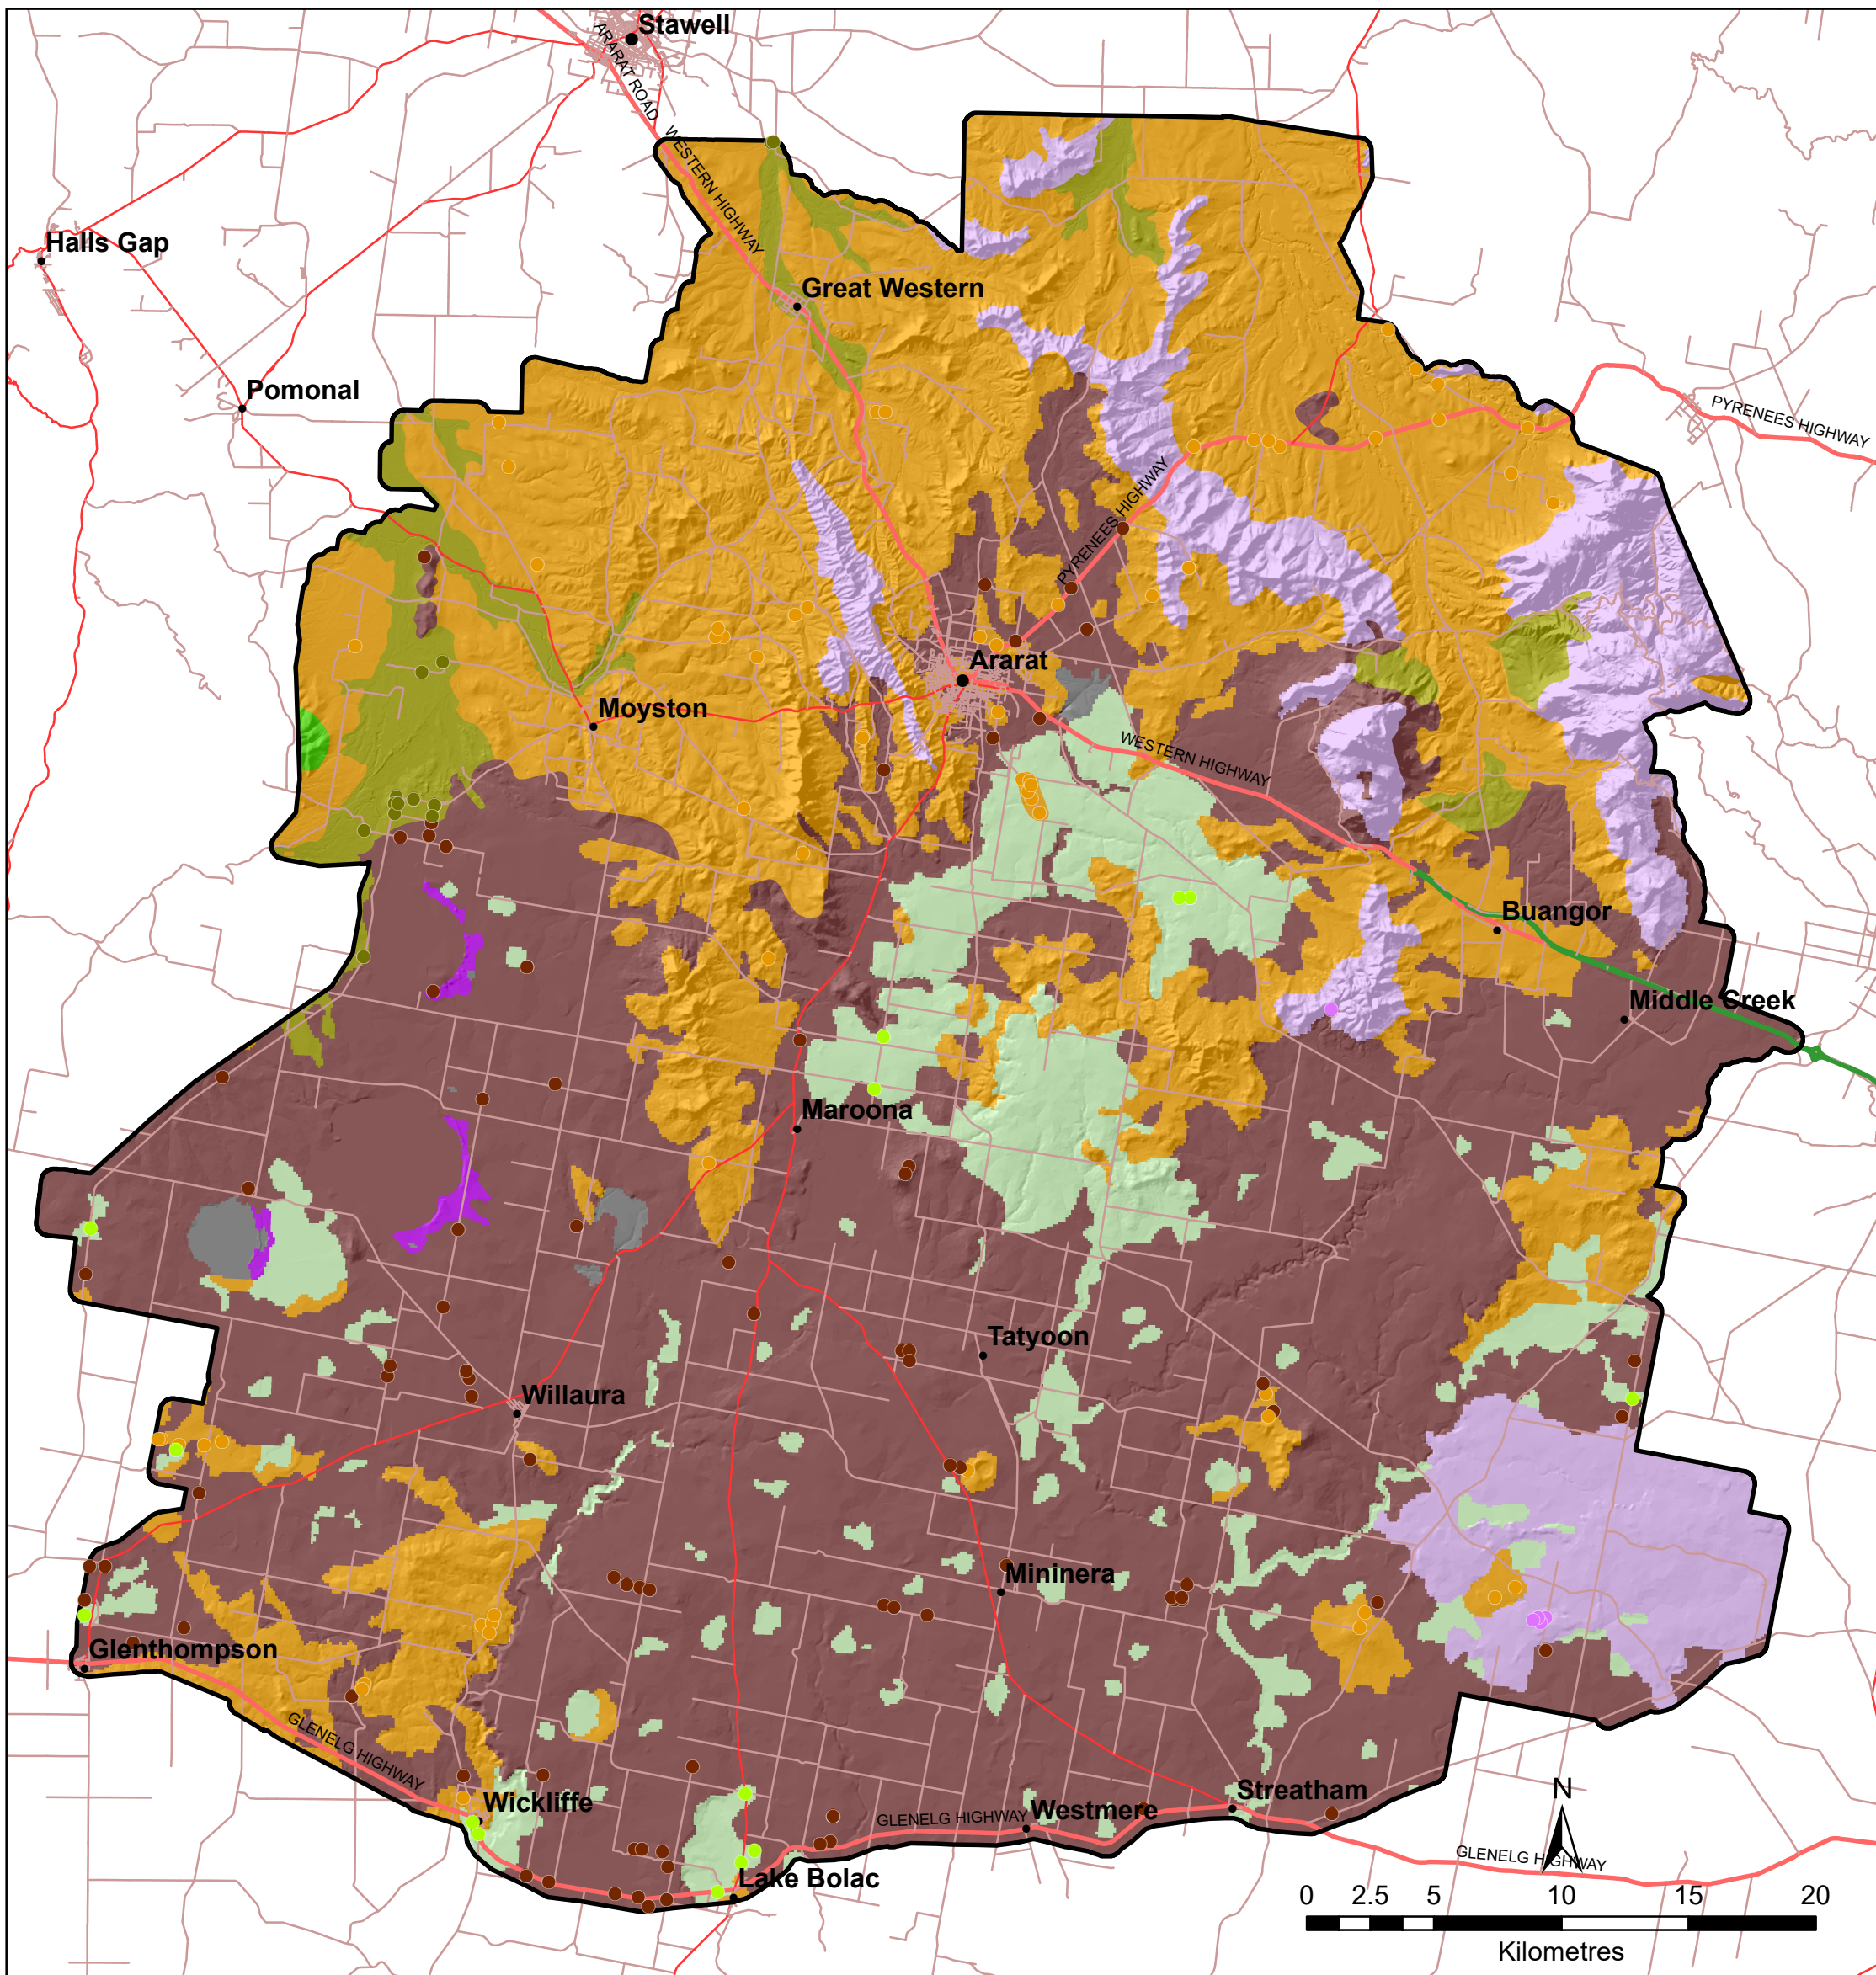 Stawell
ARARAT ROAD
WESTERN HIGHWAY
Halls Gap
Great Western
Pomonal
PYRENEES HIGHWAY
PYRENEES HIGHWAY
Ararat
Moyston
WESTERN HIGHWAY
1
Buangor
Middle Creek
Maroona
Tatyoon
Willaura
Mininera
Glenthompson
GLENELG HIGHWAY
Wickliffe
GLENELG HIGHWAY
Westmere
Streatham
N
GLENELG HIGHWAY
Lake Bolac
0 2.5 5 10 15 20
Kilometres